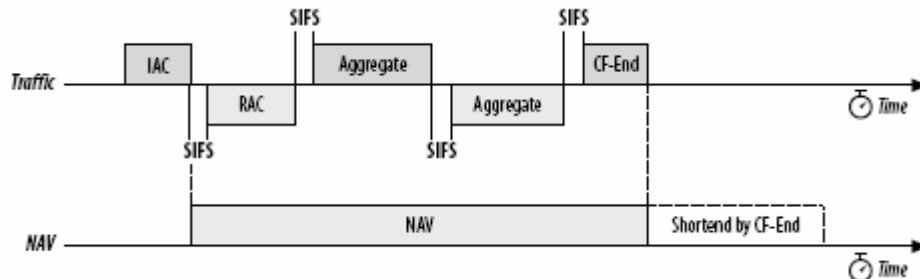 SIFS
SIFS
IAC
Aggregate
CF-End
Traffic
RAC
Aggregate
Time
SIFS
SIFS
NAV
Shortend by CF-End
NAV
Time